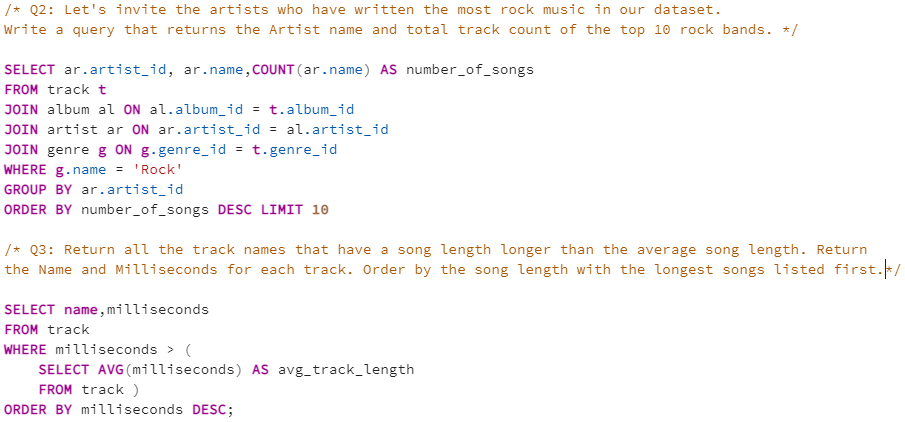 /* Q2: Let's invite the artists who have written the most rock music in our dataset.
Write a query that returns the Artist name and total track count of the top 10 rock bands. */
SELECT ar.artist_id, ar.name,COUNT(ar.name) AS number_of_songs
FROM track t
JOIN album al ON al.album_id = t.album_id
JOIN artist ar ON ar.artist_id = al.artist_id
JOIN genre g ON g.genre_id = t.genre_id
WHERE g.name = 'Rock'
GROUP BY ar.artist_id
ORDER BY number_of_songs DESC LIMIT 10
/* Q3: Return all the track names that have a song length longer than the average song length. Return
the Name and Milliseconds for each track. Order by the song length with the longest songs listed first.*/
SELECT name,milliseconds
FROM track
WHERE milliseconds > (
    SELECT AVG(milliseconds) AS avg_track_length
    FROM track )
ORDER BY milliseconds DESC;